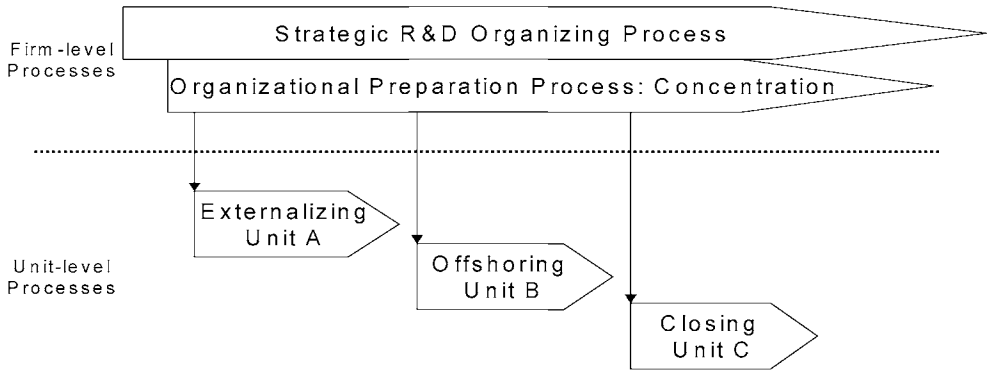 Strategic R&D Organizing Process
Firm-level
Processes
Organizational Preparation Process: Concentration
Externalizing
Unit A
Offshoring
Unit B
Unit-level
Processes
Closing
Unit C